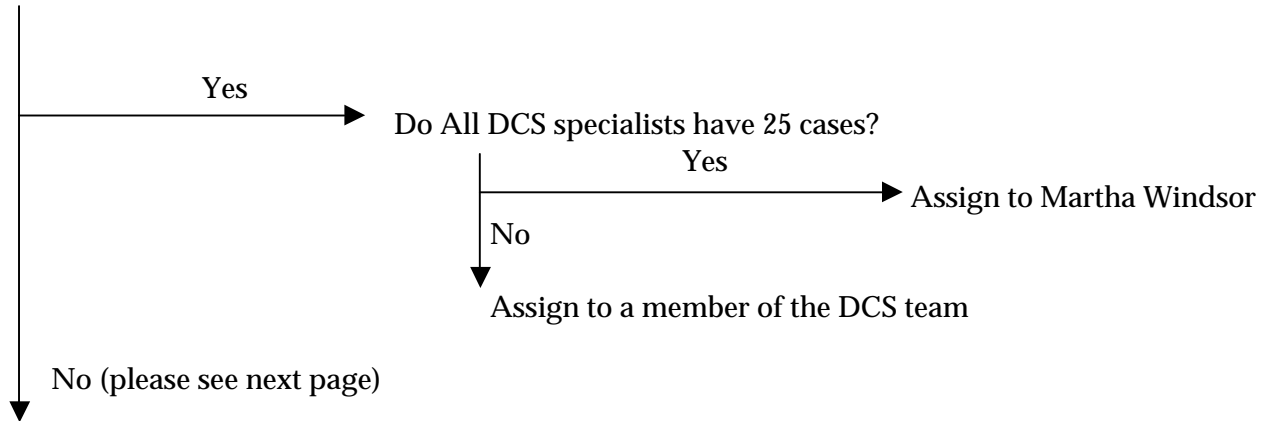 Yes
Do All DCS specialists have 25 cases?
Yes
Assign to Martha Windsor
No
Assign to a member of the DCS team
No (please see next page)